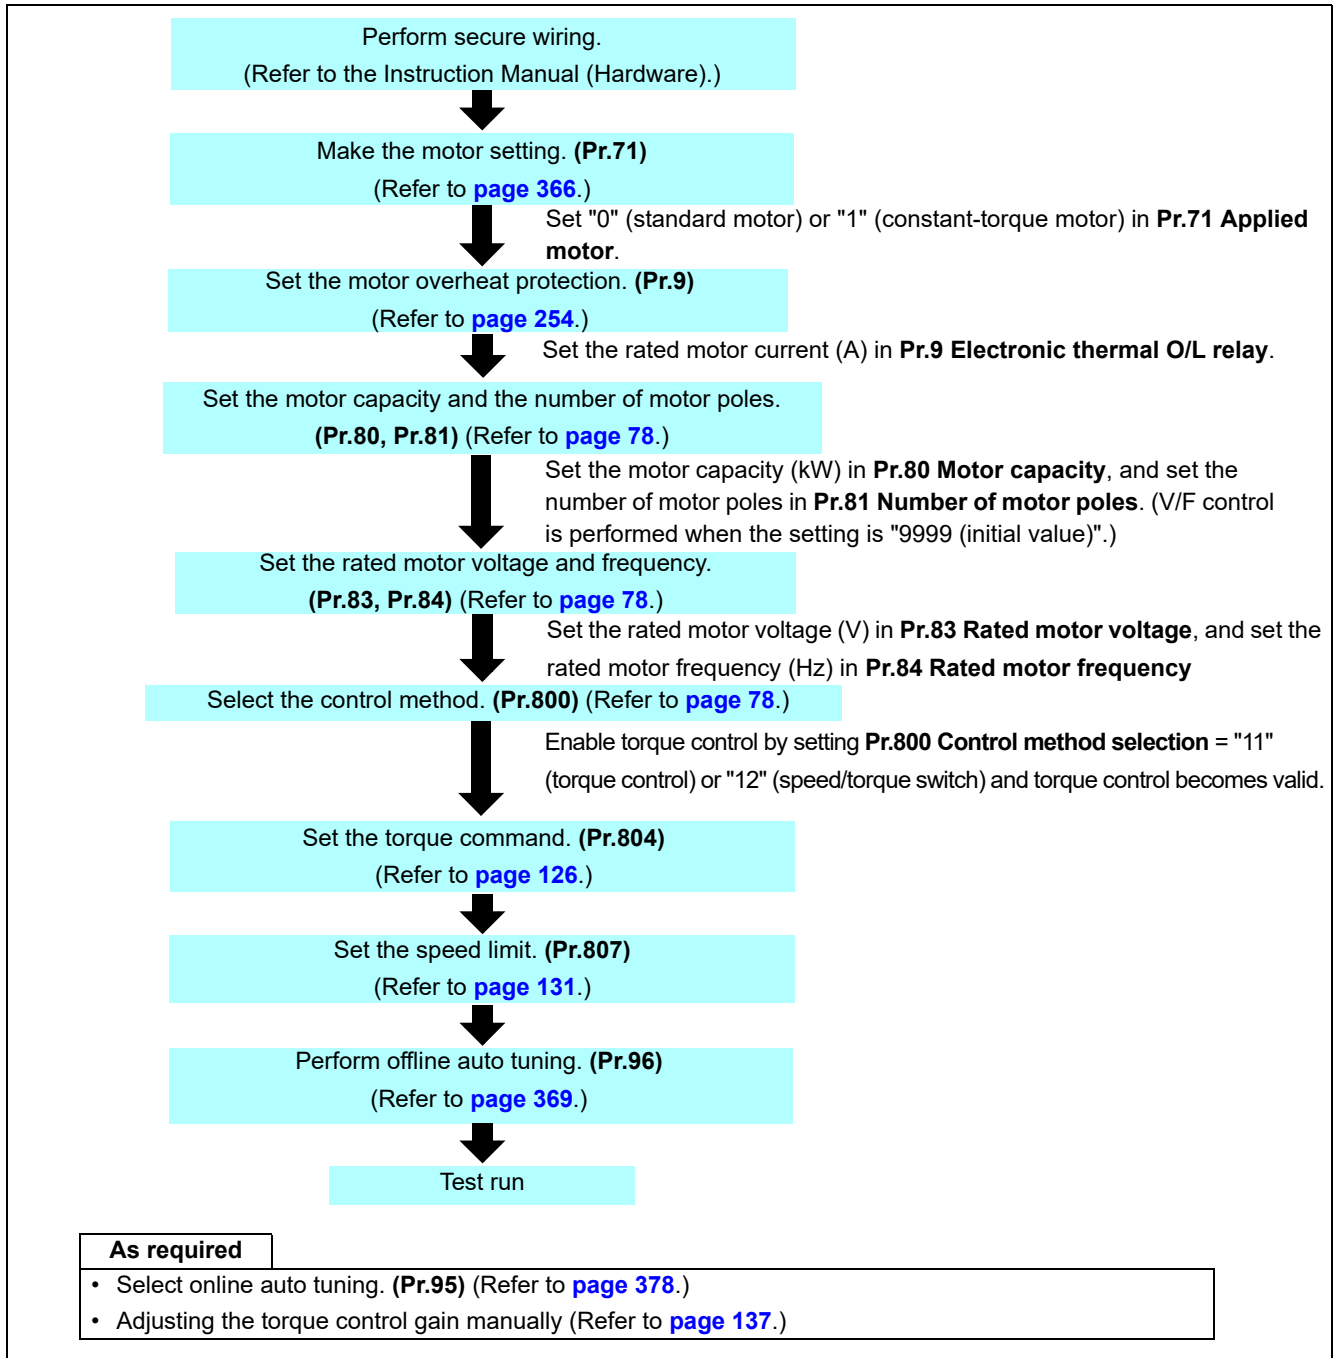 Perform secure wiring.
(Refer to the Instruction Manual (Hardware).)
Make the motor setting. (Pr.71)
(Refer to page 366.)
Set "0" (standard motor) or "1" (constant-torque motor) in Pr.71 Applied
motor.
Set the motor overheat protection. (Pr.9)
(Refer to page 254.)
Set the rated motor current (A) in Pr.9 Electronic thermal O/L relay.
Set the motor capacity and the number of motor poles.
(Pr.80, Pr.81) (Refer to page 78.)
Set the motor capacity (kW) in Pr.80 Motor capacity, and set the
number of motor poles in Pr.81 Number of motor poles. (V/F control
is performed when the setting is "9999 (initial value)".)
Set the rated motor voltage and frequency.
(Pr.83, Pr.84) (Refer to page 78.)
Set the rated motor voltage (V) in Pr.83 Rated motor voltage, and set the
rated motor frequency (Hz) in Pr.84 Rated motor frequency
Select the control method. (Pr.800) (Refer to page 78.)
Enable torque control by setting Pr.800 Control method selection = "11"
(torque control) or "12" (speed/torque switch) and torque control becomes valid.
Set the torque command. (Pr.804)
(Refer to page 126.)
Set the speed limit. (Pr.807)
(Refer to page 131.)
Perform offline auto tuning. (Pr.96)
(Refer to page 369.)
Test run
As required
• Select online auto tuning. (Pr.95) (Refer to page 378.)
• Adjusting the torque control gain manually (Refer to page 137.)